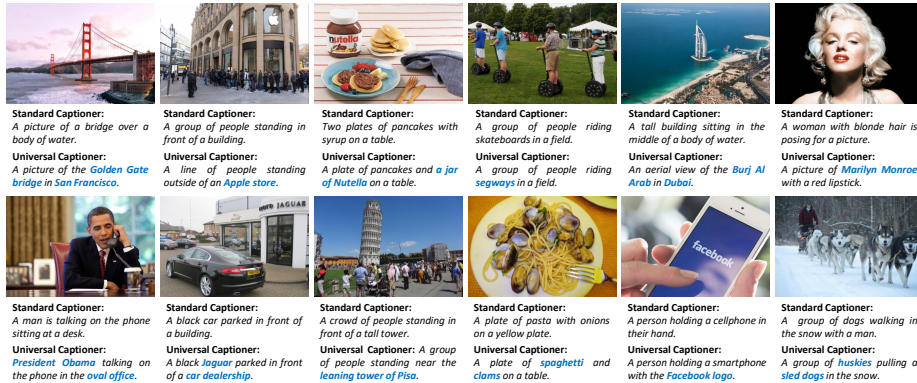 nutella
Standard Captioner:
A picture of a bridge over a
body of water.
Universal Captioner:
A picture of the Golden Gate
bridge in San Francisco.
Standard Captioner:
A group of people standing in
front of a building.
Universal Captioner:
A line of people standing
outside of an Apple store.
Standard Captioner:
Two plates of pancakes with
syrup on a table.
Universal Captioner:
A plate of pancakes and a jar
of Nutella on a table.
Standard Captioner:
A group of people riding
skateboards in a field.
Universal Captioner:
A group of people riding
segways in a field.
Standard Captioner:
A tall building sitting in the
middle of a body of water.
Universal Captioner:
An aerial view of the Burj Al
Arab in Dubai.
Standard Captioner:
A woman with blonde hair is
posing for a picture.
Universal Captioner:
A picture of Marilyn Monroe
with a red lipstick.
JAGUAR
facebook
Standard Captioner:
A man is talking on the phone
sitting at a desk.
Universal Captioner:
President Obama talking on
the phone in the oval office.
Standard Captioner:
A black car parked in front of
a building.
Universal Captioner:
A black Jaguar parked in front
of a car dealership.
Standard Captioner:
A crowd of people standing in
front of a tall tower.
Universal Captioner: A group
of people standing near the
leaning tower of Pisa.
Standard Captioner:
A plate of pasta with onions
on a yellow plate.
Universal Captioner:
A plate of spaghetti and
clams on a table.
Standard Captioner:
A person holding a cellphone in
their hand.
Universal Captioner:
A person holding a smartphone
with the Facebook logo.
Standard Captioner:
A group of dogs walking in
the snow with a man.
Universal Captioner:
A group of huskies pulling a
sled dogs in the snow.